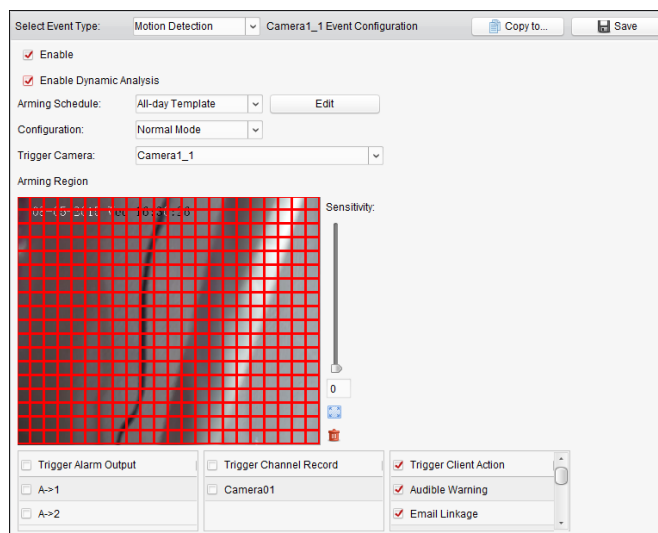 Select Event Type: Motion Detection Camera1_1 Event Configuration Copy to... Save
Enable
Enable Dynamic Analysis
Arming Schedule: All-day Template Edit
Configuration: Normal Mode
Trigger Camera: Camera1_1
Arming Region
Sensitivity:
0
Trigger Alarm Output Trigger Channel Record Trigger Client Action
A->1 Camera01 Audible Warning
A->2 Email Linkage